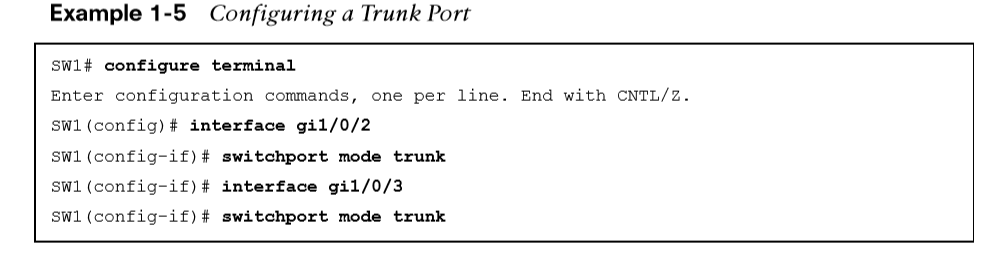 Example 1-5 Configuring a Trunk Port
SW1# configure terminal
Enter configuration commands, one per line. End with CNTL/Z.
SW1(config)# interface gi1/0/2
SW1(config-if)# switchport mode trunk
SW1(config-if)# interface gi1/0/3
SW1(config-if)# switchport mode trunk